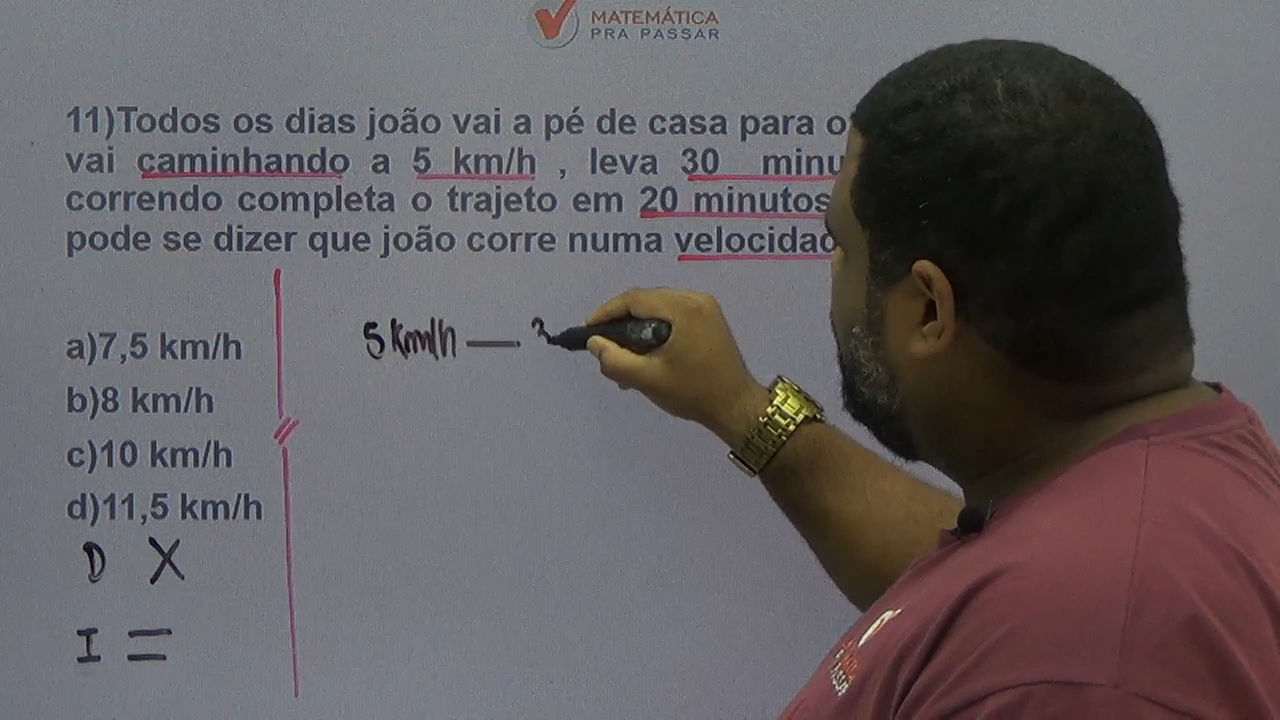 MATEMÁTICA
PRA PASSAR
11)Todos os dias joão vai a pé de casa para o
vai caminhando a 5 km/h , leva 30 minu
correndo completa o trajeto em 20 minutos
pode se dizer que joão corre numa velocidad
5 km/h — 3
a)7,5 km/h
b)8 km/h
c)10 km/h
d)11,5 km/h
D X
I =